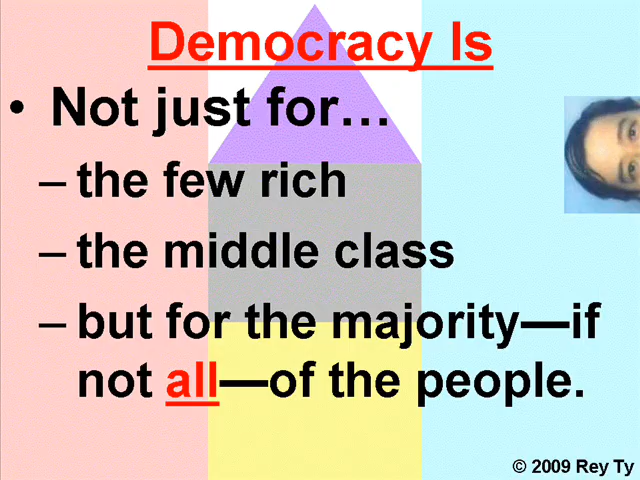 Democracy Is
• Not just for…
– the few rich
– the middle class
– but for the majority—if
not all—of the people.
© 2009 Rey Ty